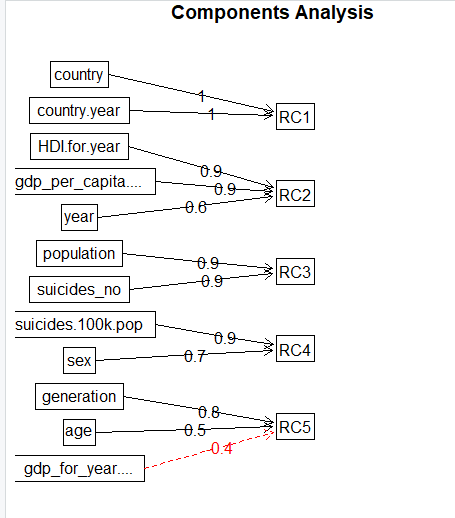 Components Analysis
country
1
country.year
1
RC1
HDI.for.year
0.9
gdp_per_capita....
0.9
RC2
year
0.6
population
0.9
RC3
suicides_no
0.9
suicides.100k.pop
0.9
RC4
sex
0.7
generation
0.8
RC5
age
0.5
gdp_for_year....
-0.4